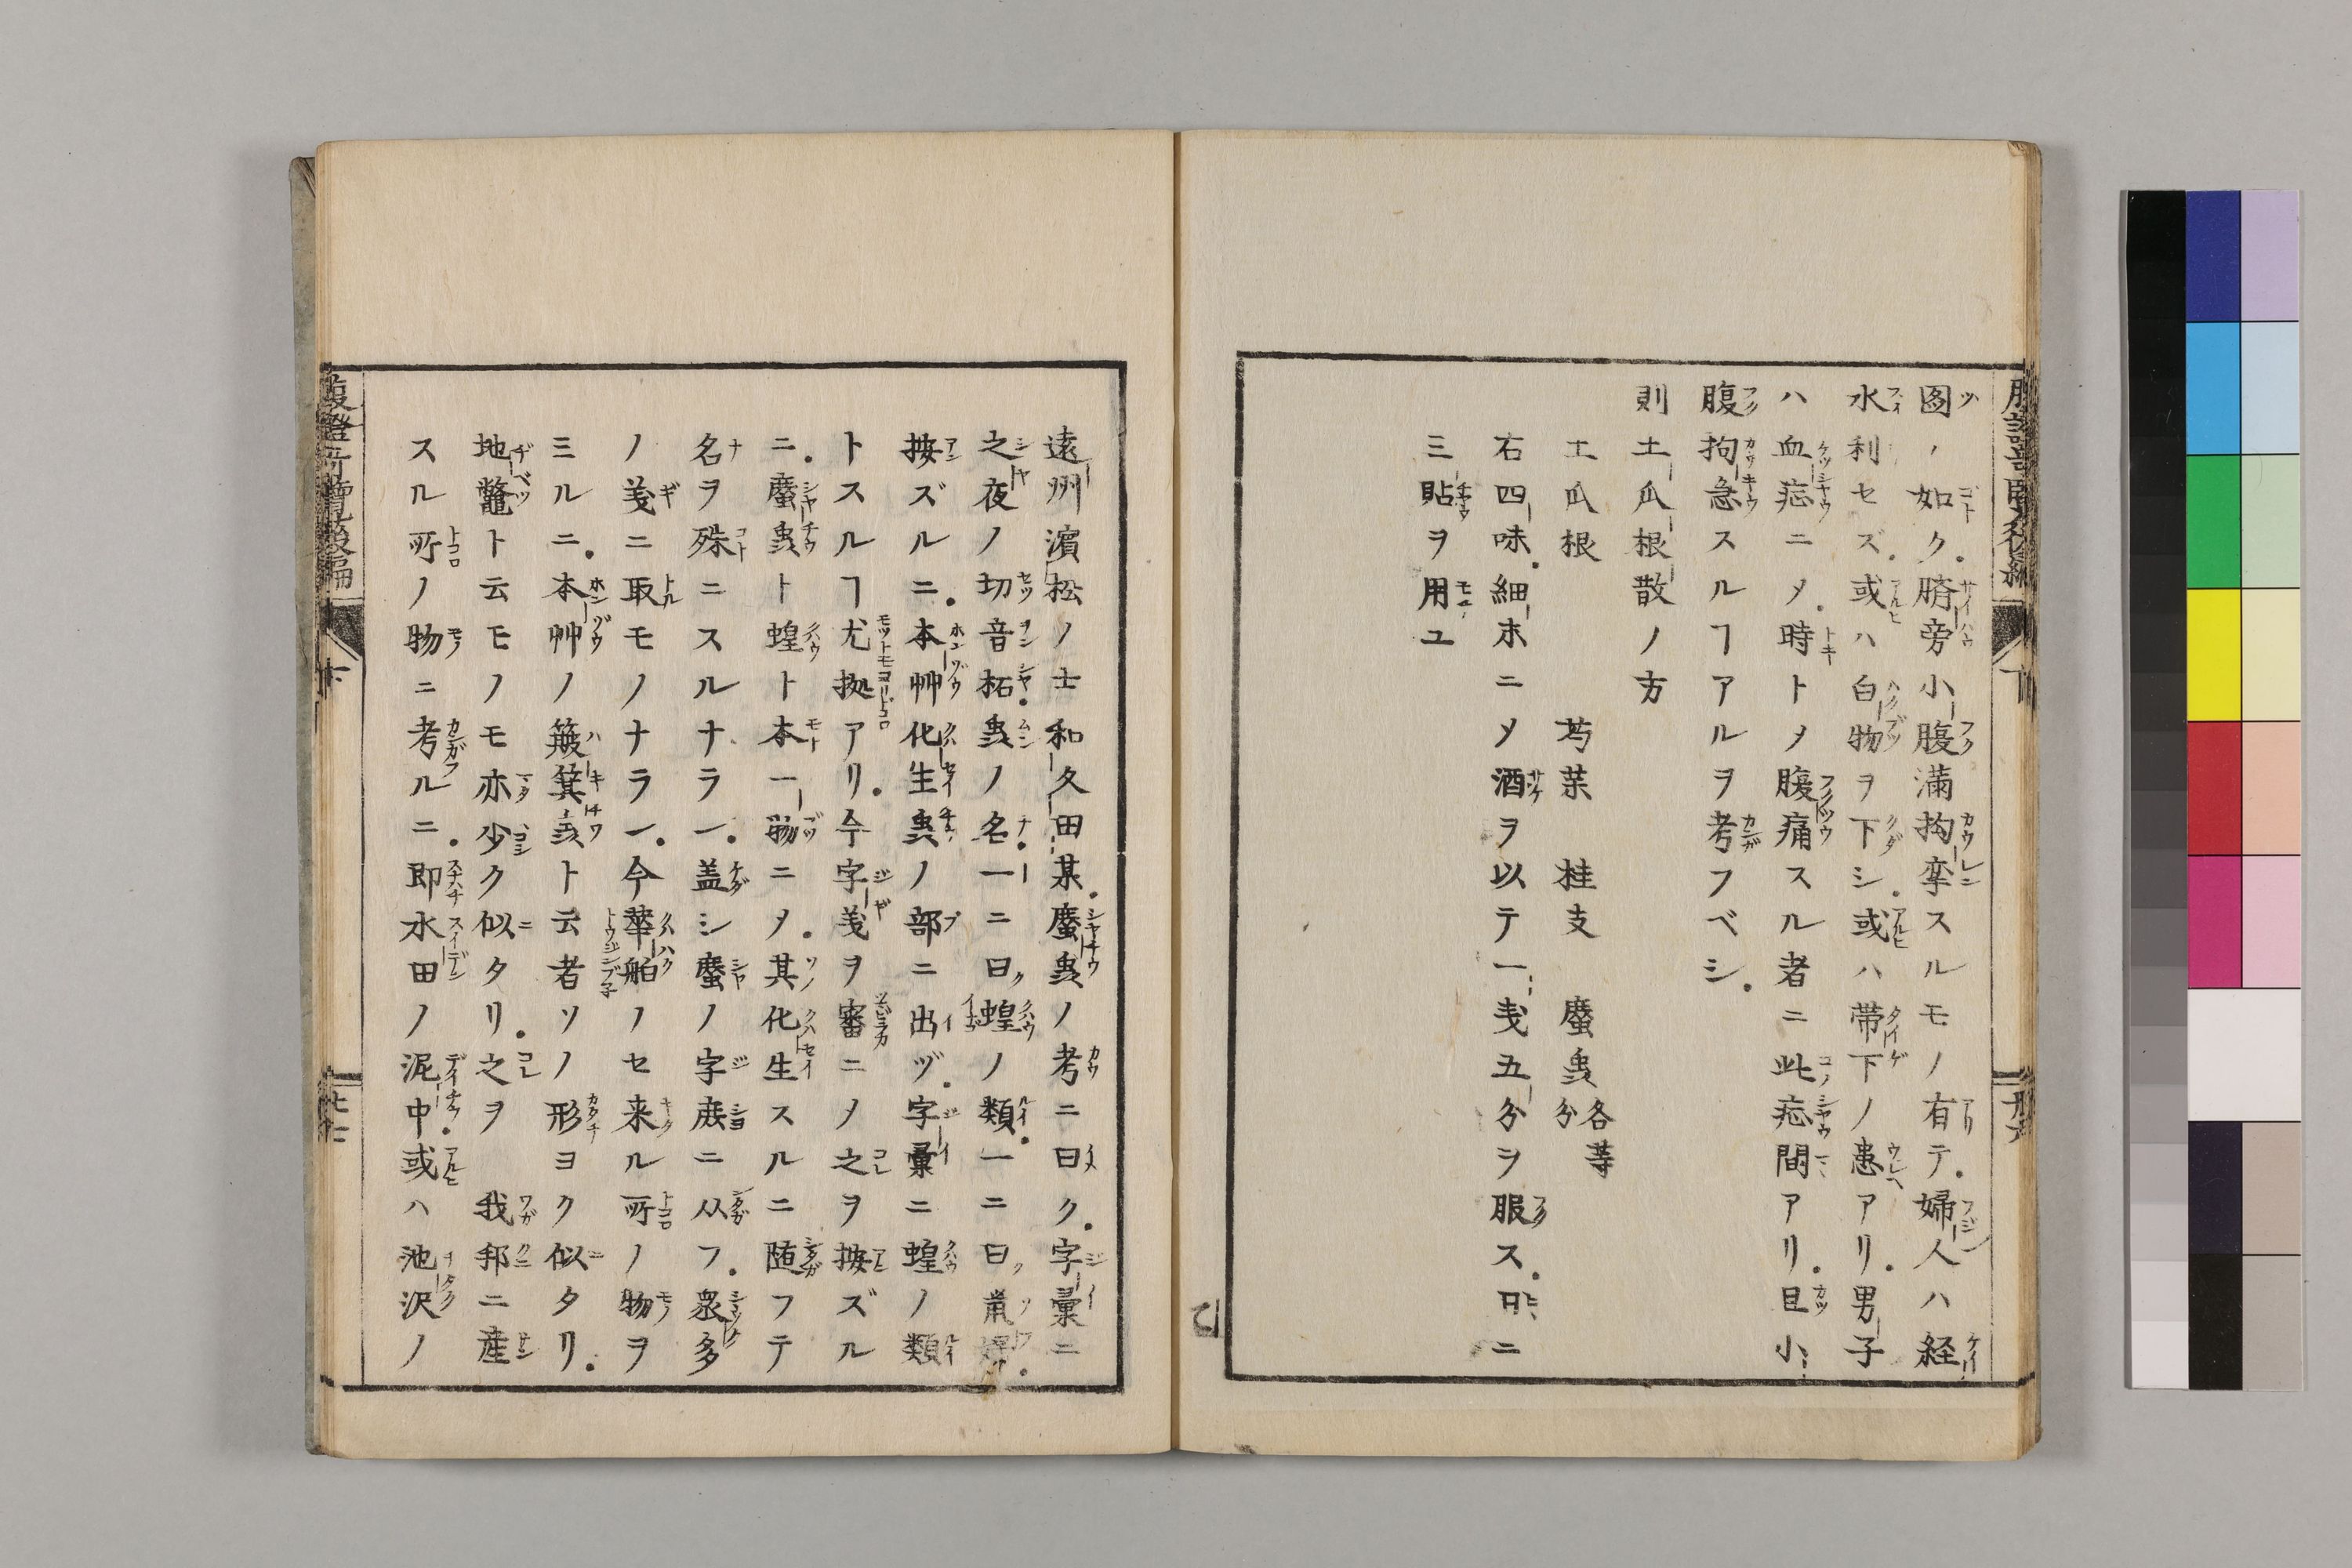 図ノ如ク臍旁小腹満拘挛スルモノ有テ婦人ハ経
水利セズ或ハ白物ヲ下シ或ハ帯下ノ患アリ男子
ハ血症ニメ時トメ腹痛スル者ニ此症間アリ且小
腹拘急スルヿアルヲ考フベシ
則土瓜根散ノ方
土瓜根 芍薬 桂支 䗪虫各等分
右四味細末ニメ酒ヲ以テ一戔五分ヲ服ス日ニ
三貼ヲ用ユ
遠州濱松ノ士和久田某䗪虫ノ考ニ曰ク字彙ニ
之夜ノ切音柘虫ノ名一ニ曰蝗ノ類一ニ曰
按ズルニ本艸化生虫ノ部ニ出ヅ字彙ニ蝗ノ類
トスルヿ尤拠アリ今字義ヲ審ニメ之ヲ按ズル
ニ䗪虫ト蝗ト本一物ニメ其化生スルニ随フテ
名ヲ殊ニスルナラン盖シ䗪ノ字庶ニ从フ衆多
ノ義ニ取モノナラン今華舶ノセ来ル所ノ物ヲ
ミルニ本艸ノ簸箕虫ト云者ソノ形ヨク似タリ
地鼈ト云モノモ亦少ク似タリ之ヲ 我邦ニ産
スル所ノ物ニ考ルニ即水田ノ泥中或ハ池沢ノ